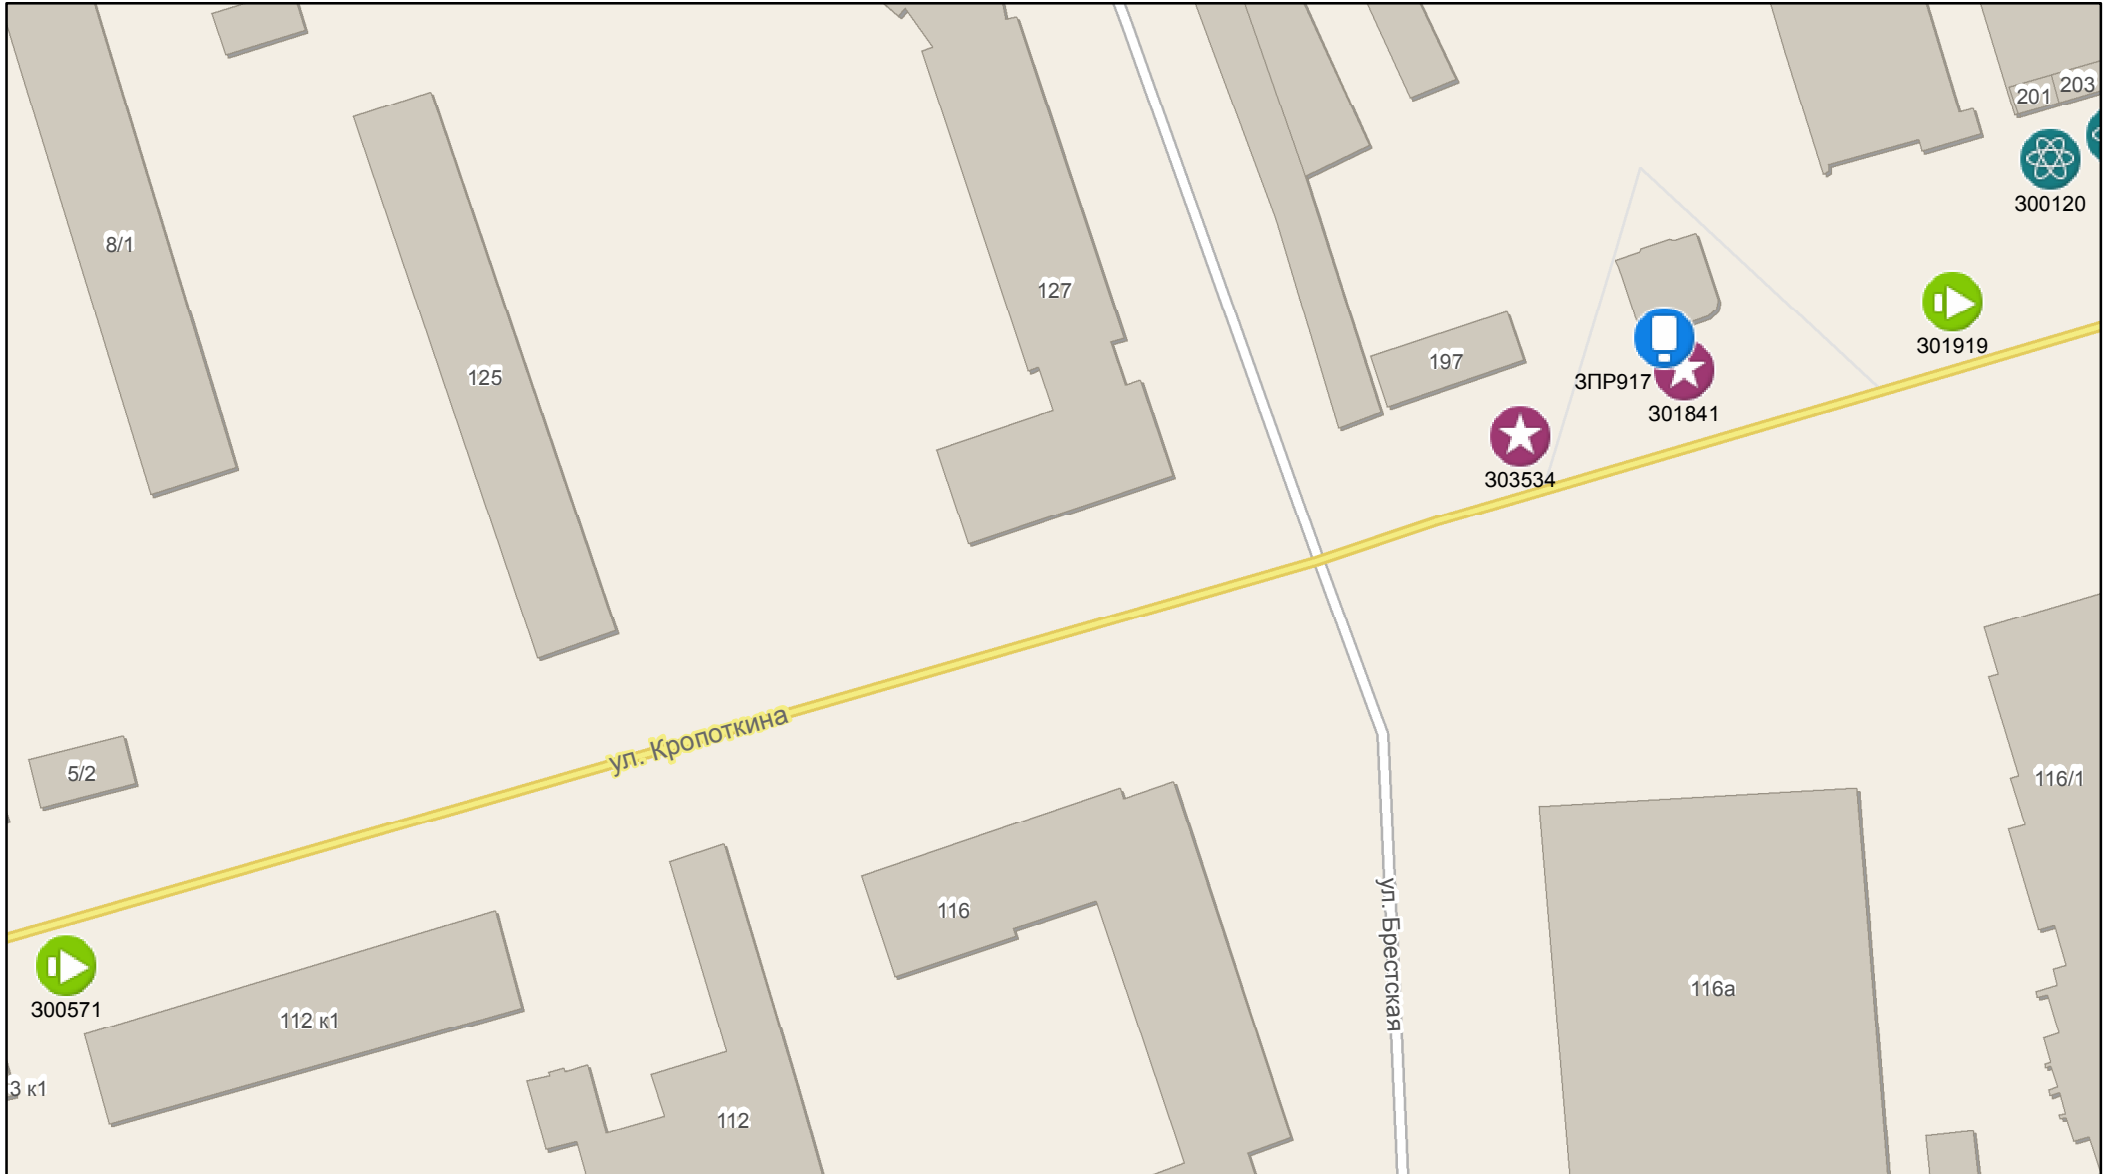 201
203
300120
8/1
127
301919
125
197
ЗПР917
301841
303534
ул. Кропоткина
5/2
116/1
116
ул. Брестская
116а
300571
112 к1
3 к1
112